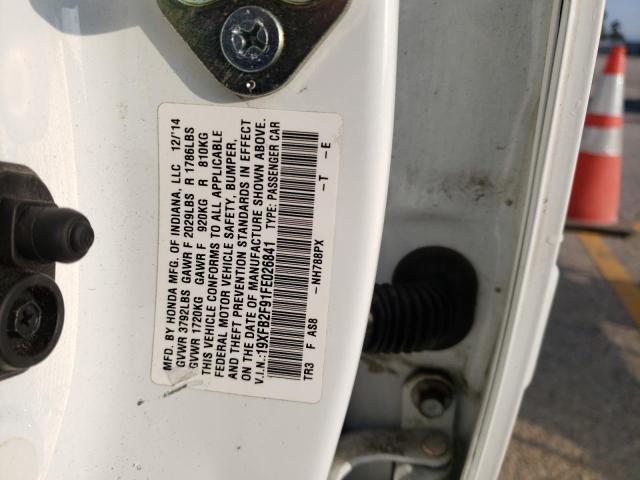 MFD. BY HONDA MFG. OF INDIANA, LLC 12/'14
GVWR 3792LBS GAWR F 2029LBS R 1786LBS
GVWR 1720KG GAWR F 920KG R 810KG
THIS VEHICLE CONFORMS TO ALL APPLICABLE
FEDERAL MOTOR VEHICLE SAFETY, BUMPER,
AND THEFT PREVENTION STANDARDS IN EFFECT
ON THE DATE OF MANUFACTURE SHOWN ABOVE.
V.I.N.:19XFB2F91FE026841 TYPE: PASSENGER CAR
TR3 F AS8 -NH788PX -T -E